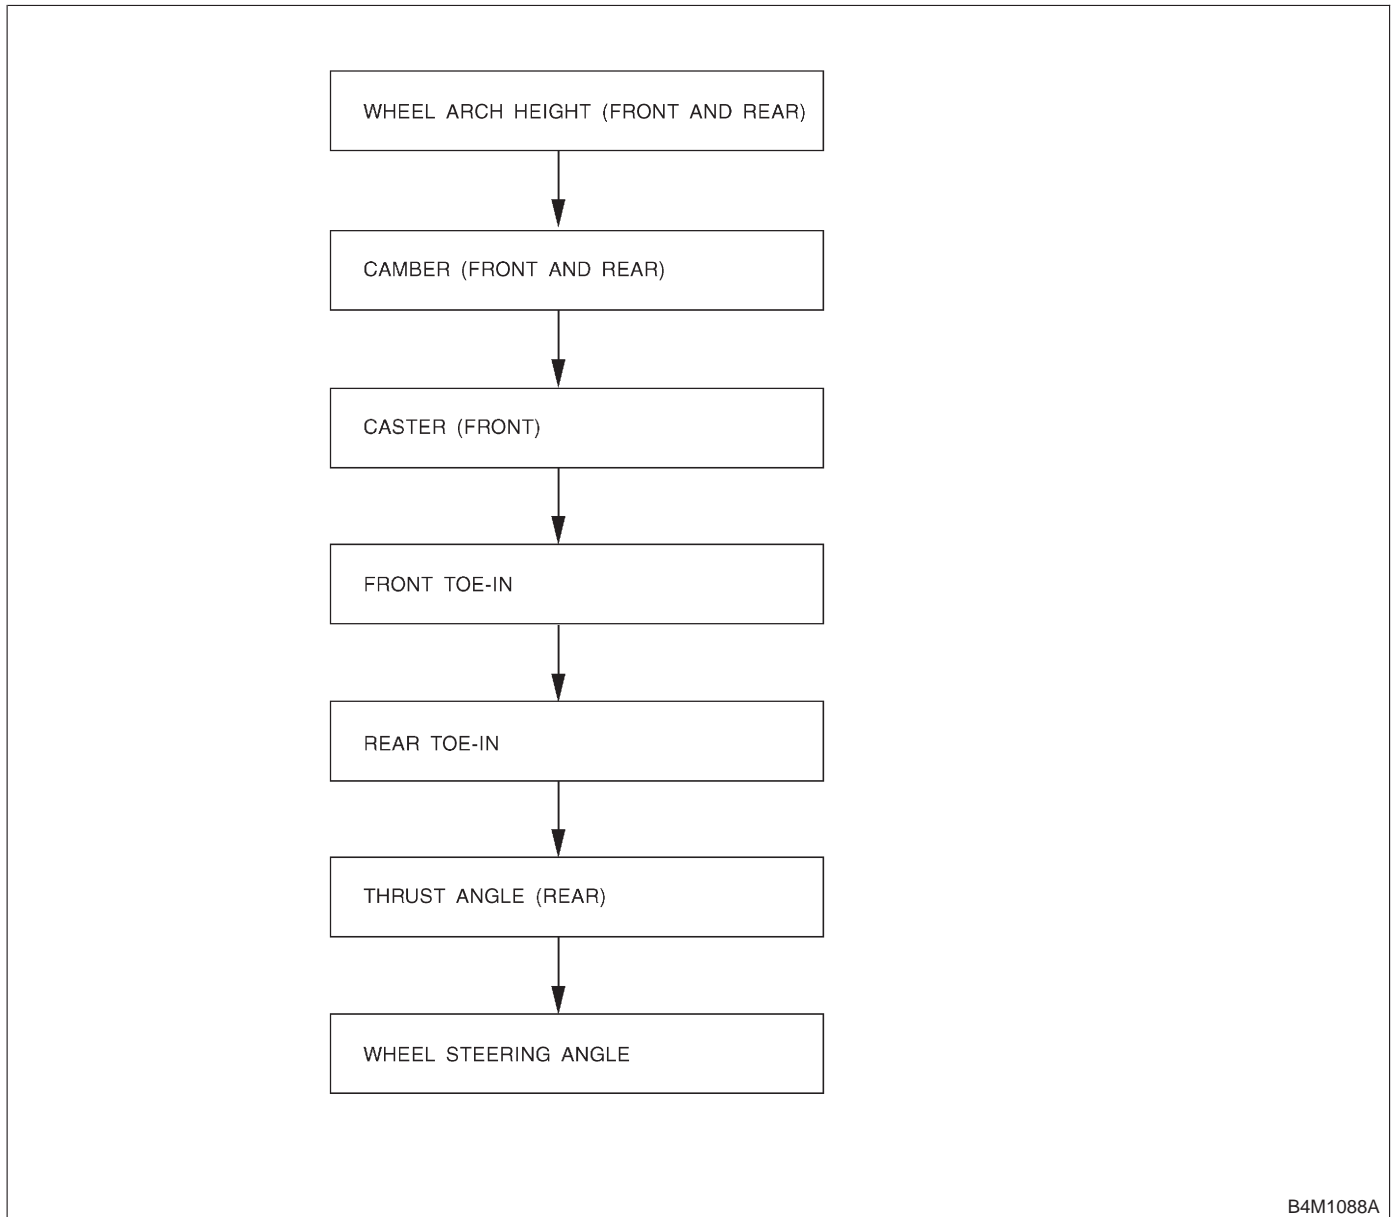 WHEEL ARCH HEIGHT (FRONT AND REAR)
CAMBER (FRONT AND REAR)
CASTER (FRONT)
FRONT TOE-IN
REAR TOE-IN
THRUST ANGLE (REAR)
WHEEL STEERING ANGLE
B4M1088A